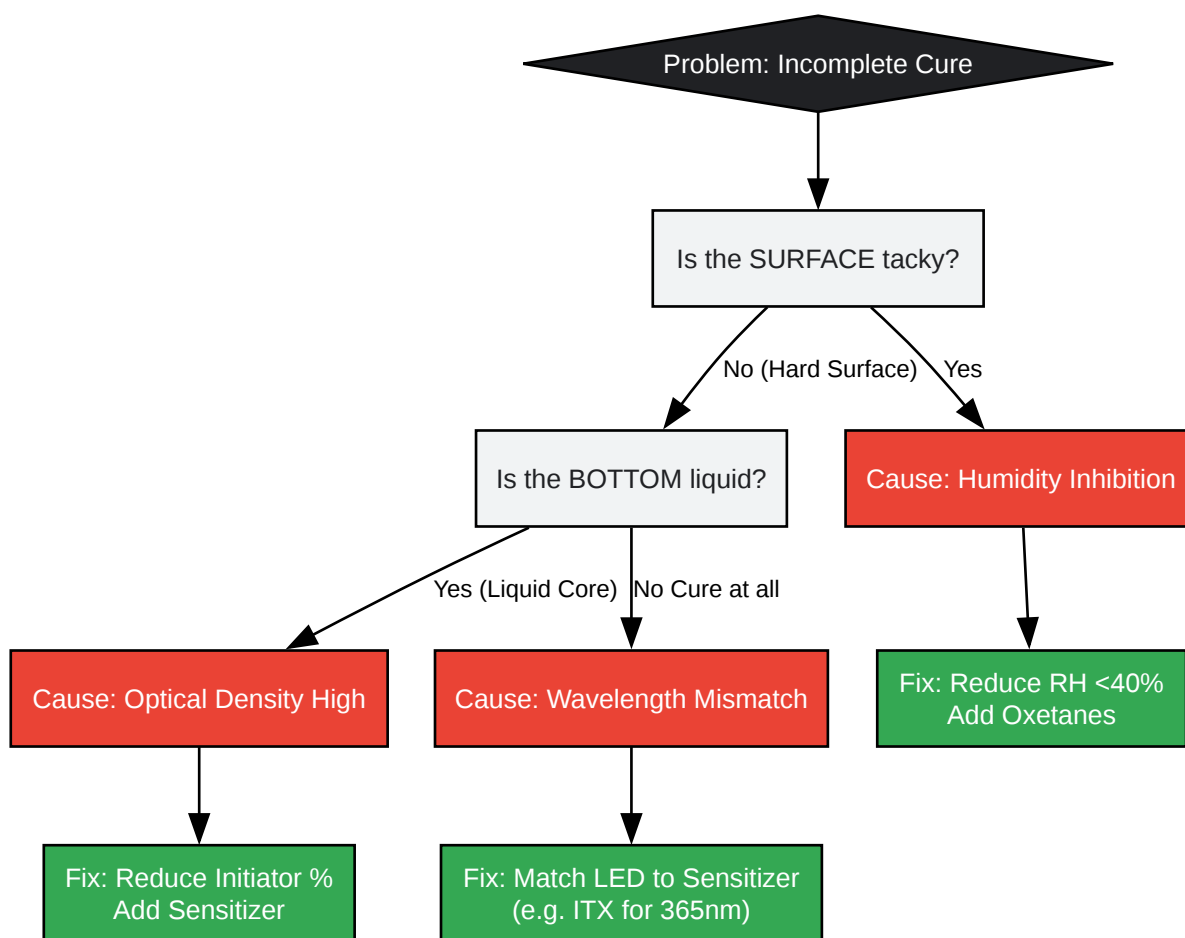 Problem: Incomplete Cure
Is the SURFACE tacky?
No (Hard Surface)
Yes
Is the BOTTOM liquid?
Cause: Humidity Inhibition
Yes (Liquid Core)
No Cure at all
Cause: Optical Density High
Cause: Wavelength Mismatch
Fix: Reduce RH <40%
Add Oxetanes
Fix: Reduce Initiator %
Add Sensitizer
Fix: Match LED to Sensitizer
(e.g. ITX for 365nm)